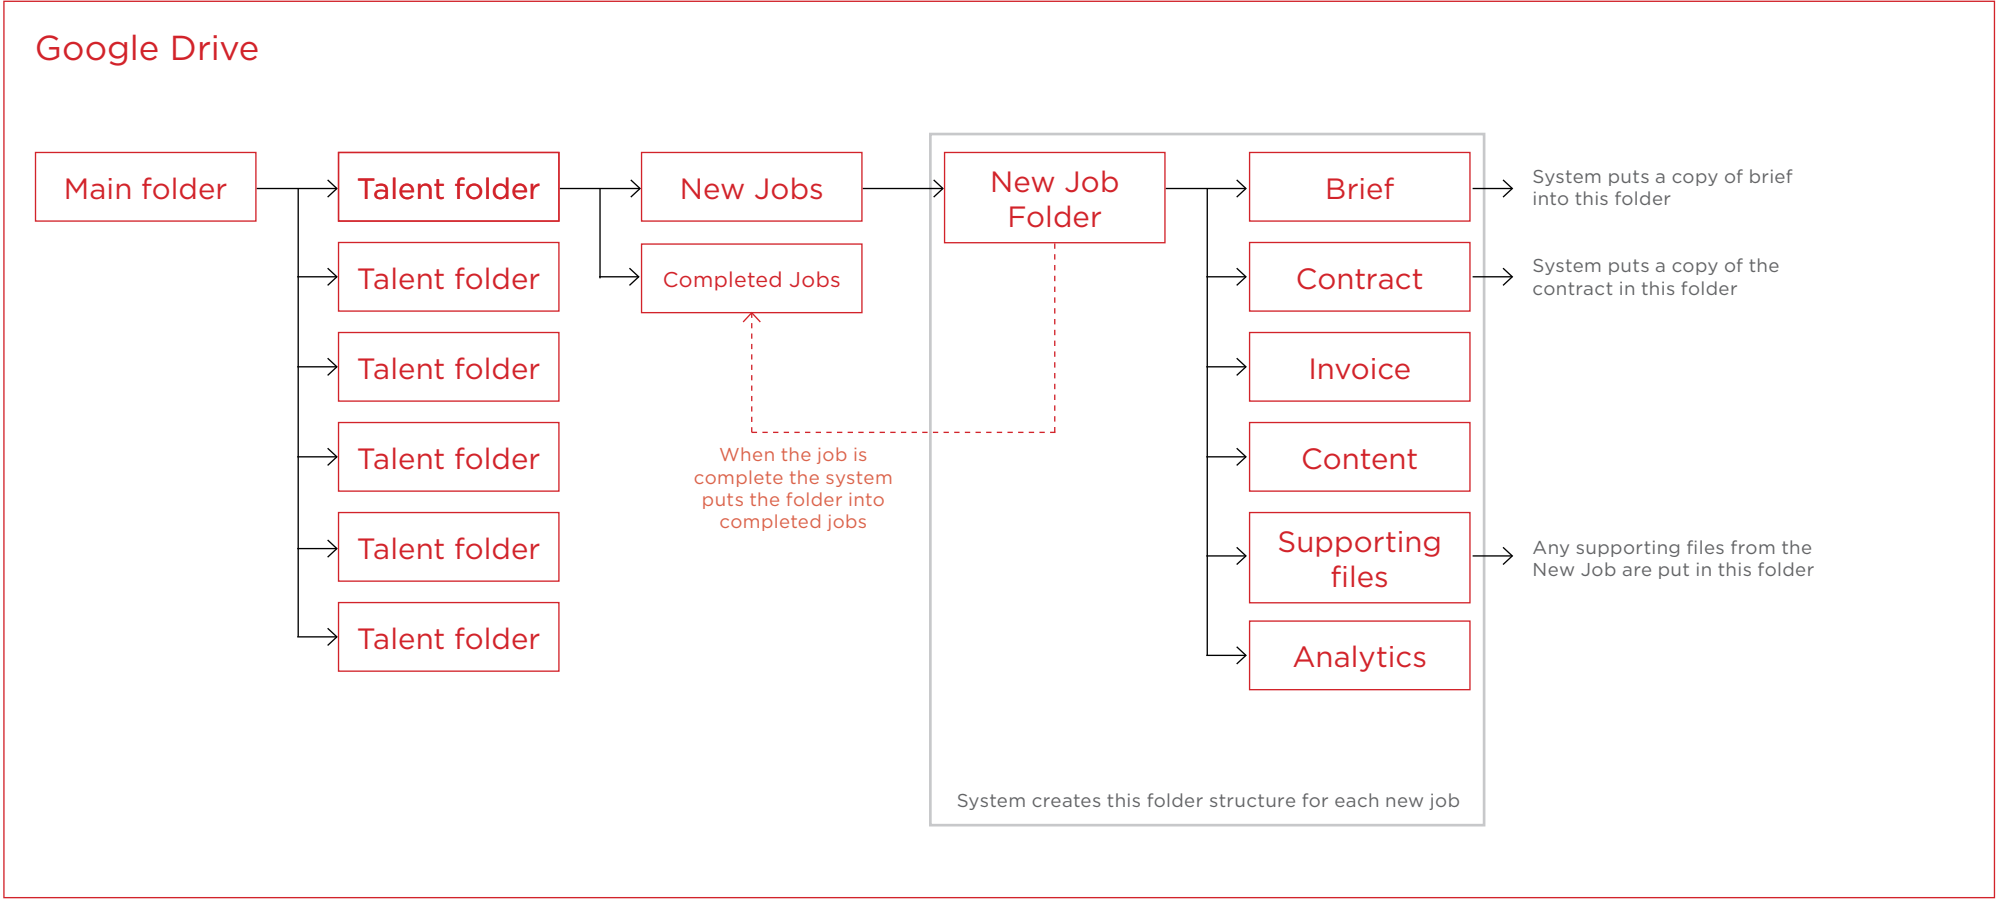 Google Drive
Main folder
Talent folder
Talent folder
Talent folder
Talent folder
Talent folder
Talent folder
New Jobs
Completed Jobs
When the job is
complete the system
puts the folder into
completed jobs
New Job
Folder
Brief
Contract
Invoice
Content
Supporting
files
Analytics
System creates this folder structure for each new job
System puts a copy of brief
into this folder
System puts a copy of the
contract in this folder
Any supporting files from the
New Job are put in this folder